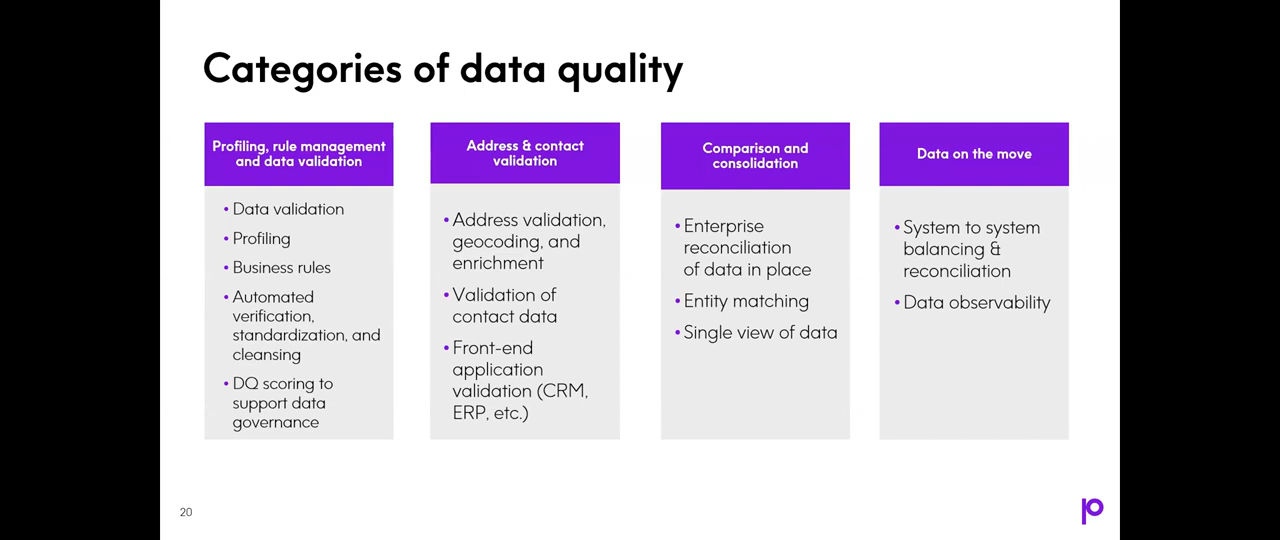 Categories of data quality
Profiling, rule management
and data validation
• Data validation
• Profiling
• Business rules
• Automated
verification,
standardization, and
cleansing
• DQ scoring to
support data
governance
Address & contact
validation
• Address validation,
geocoding, and
enrichment
• Validation of
contact data
• Front-end
application
validation (CRM,
ERP, etc.)
Comparison and
consolidation
• Enterprise
reconciliation
of data in place
• Entity matching
• Single view of data
Data on the move
• System to system
balancing &
reconciliation
• Data observability
20